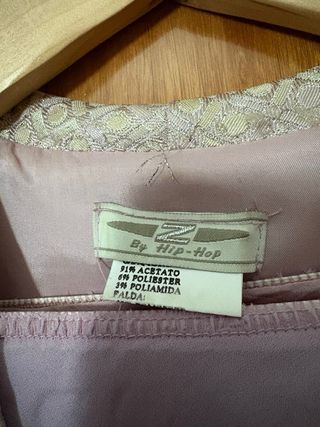 Z
By Hip-Hop
91% ACETATO
6% POLIESTER
3% POLIAMIDA
FALDA: